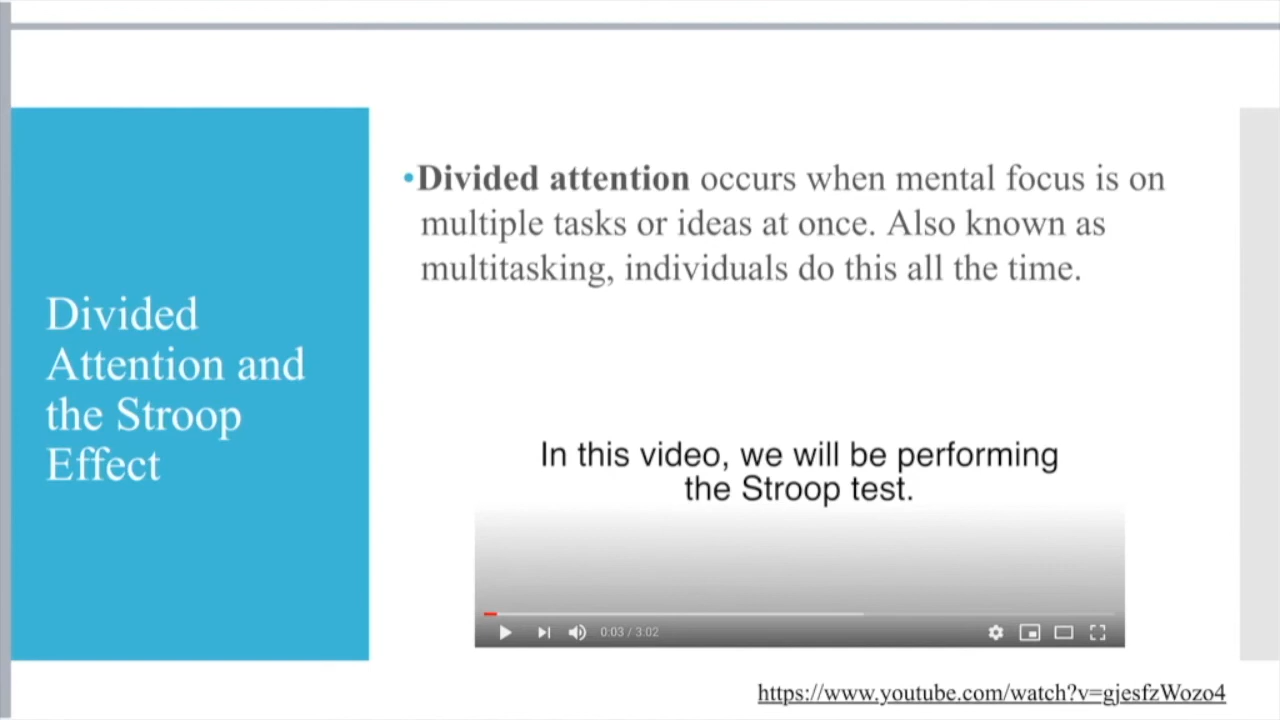 Divided
Attention and
the Stroop
Effect
•Divided attention occurs when mental focus is on
multiple tasks or ideas at once. Also known as
multitasking, individuals do this all the time.
In this video, we will be performing
the Stroop test.
0:03 / 3:02
https://www.youtube.com/watch?v=gjesfzWozo4